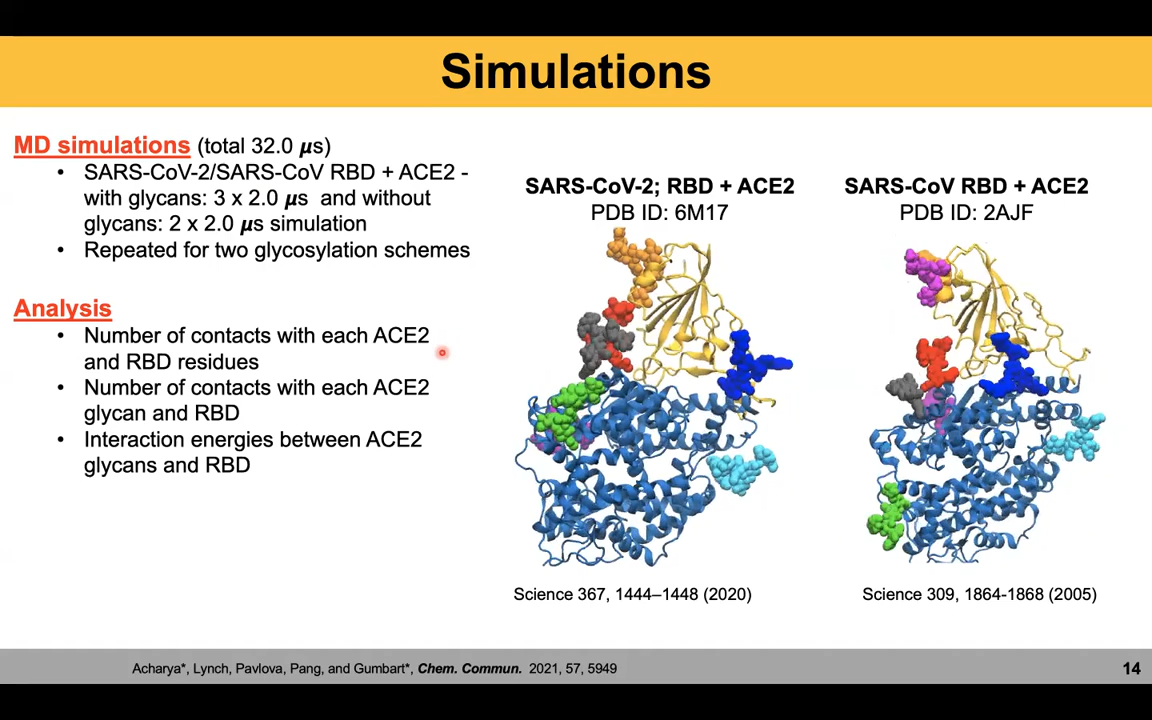 Simulations
MD simulations (total 32.0 𝝁s)
• SARS-CoV-2/SARS-CoV RBD + ACE2 -
with glycans: 3 x 2.0 𝝁s and without
glycans: 2 x 2.0 𝝁s simulation
• Repeated for two glycosylation schemes
Analysis
• Number of contacts with each ACE2
and RBD residues
• Number of contacts with each ACE2
glycan and RBD
• Interaction energies between ACE2
glycans and RBD
SARS-CoV-2; RBD + ACE2
PDB ID: 6M17
Science 367, 1444–1448 (2020)
SARS-CoV RBD + ACE2
PDB ID: 2AJF
Science 309, 1864-1868 (2005)
Acharya*, Lynch, Pavlova, Pang, and Gumbart*, Chem. Commun. 2021, 57, 5949
14